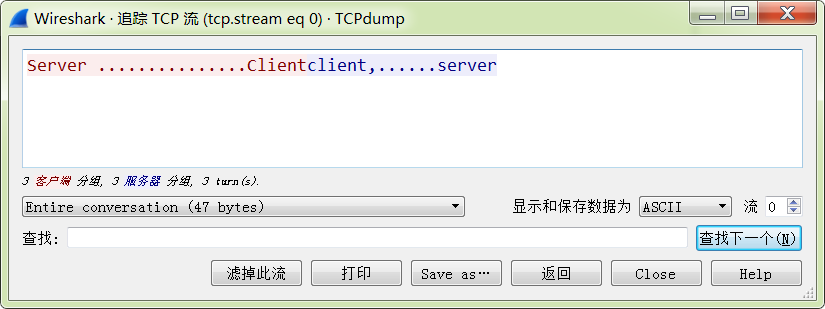 Wireshark · 追踪 TCP 流 (tcp.stream eq 0) · TCPdump
Server ...............Clientclient,......server
3 客户端 分组, 3 服务器 分组, 3 turn(s).
Entire conversation (47 bytes) 显示和保存数据为 ASCII 流 0
查找: 查找下一个(N)
滤掉此流 打印 Save as… 返回 Close Help